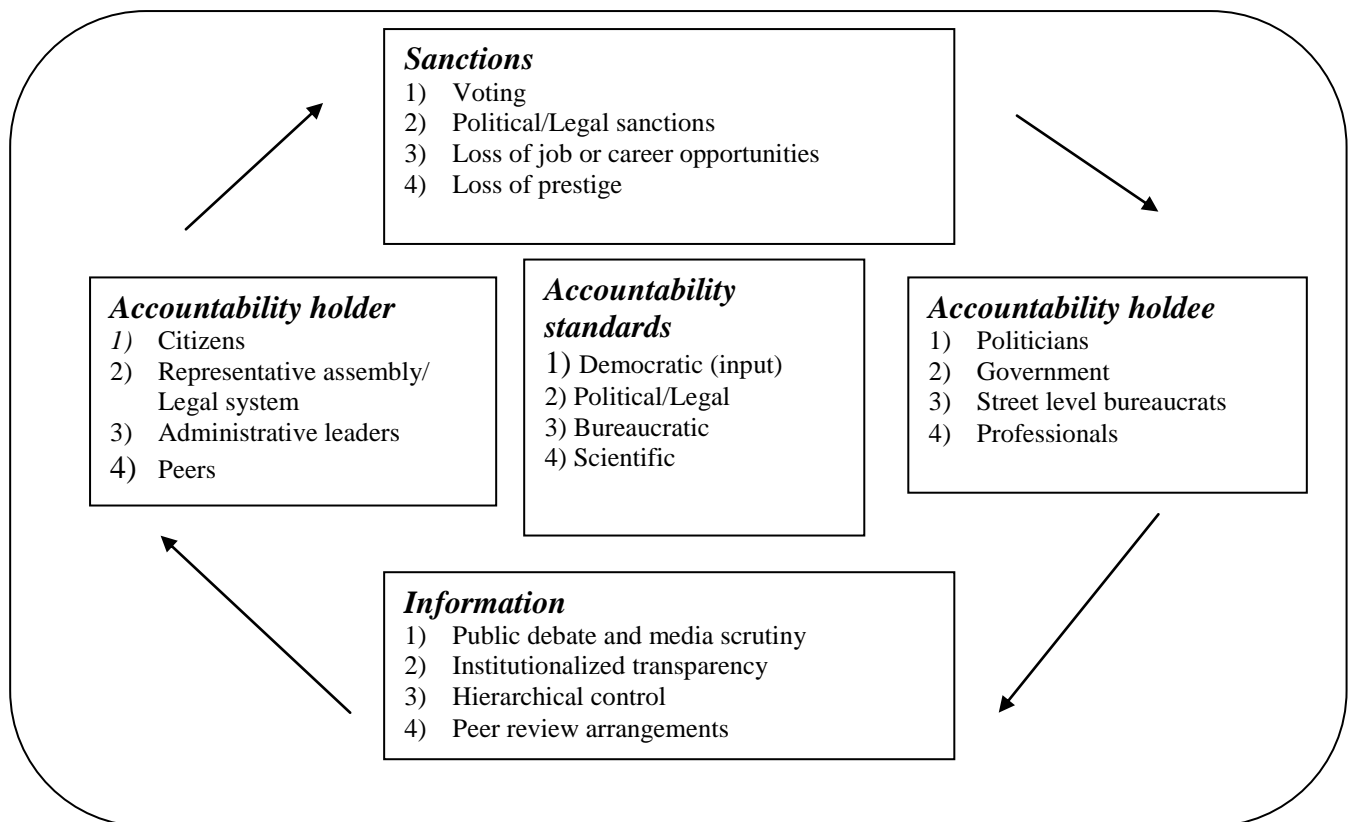 Sanctions
1) Voting
2) Political/Legal sanctions
3) Loss of job or career opportunities
4) Loss of prestige
Accountability holder
1) Citizens
2) Representative assembly/
Legal system
3) Administrative leaders
4) Peers
Accountability
standards
1) Democratic (input)
2) Political/Legal
3) Bureaucratic
4) Scientific
Accountability holdee
1) Politicians
2) Government
3) Street level bureaucrats
4) Professionals
Information
1) Public debate and media scrutiny
2) Institutionalized transparency
3) Hierarchical control
4) Peer review arrangements